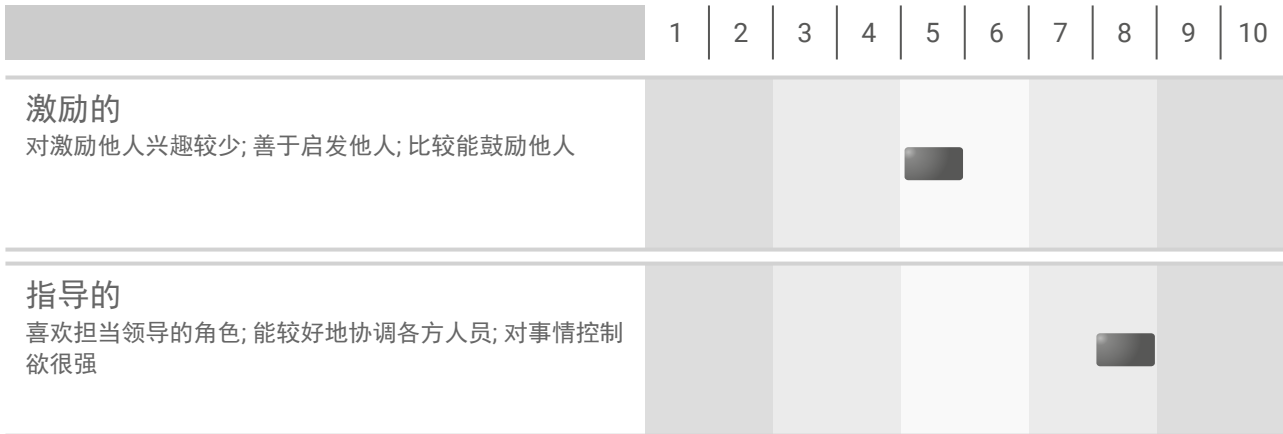 1 2 3 4 5 6 7 8 9 10
激励的
对激励他人兴趣较少; 善于启发他人; 比较能鼓励他人
指导的
喜欢担当领导的角色; 能较好地协调各方人员; 对事情控制
欲很强